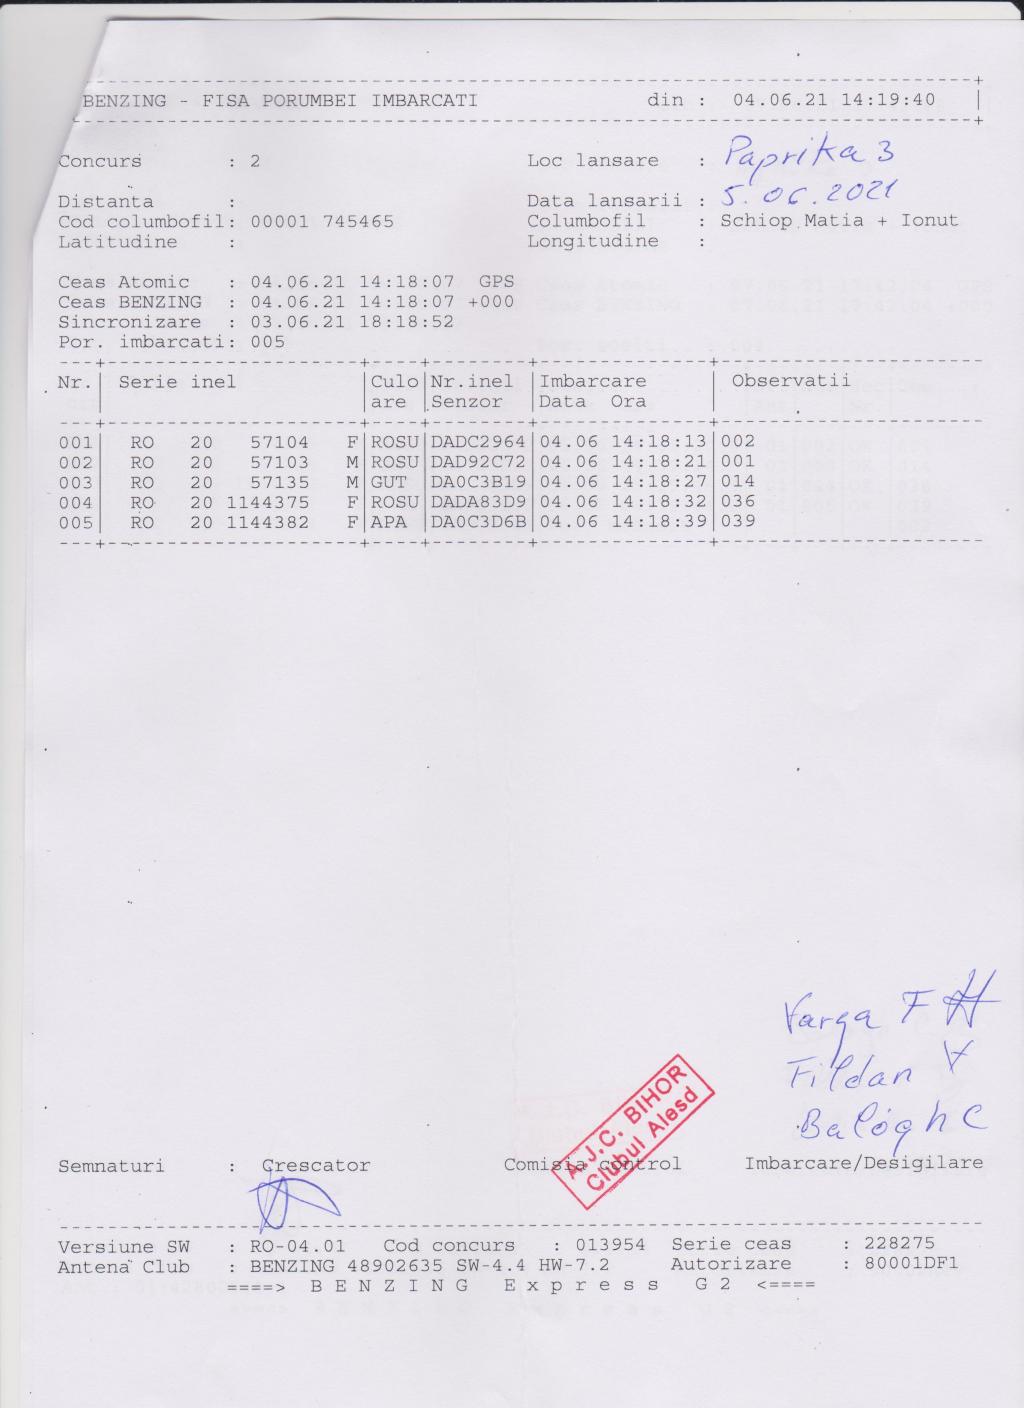 BENZING - FISA PORUMBEI IMBARCATI din : 04.06.21 14:19:40
Concurs : 2 Loc lansare : Paprika 3
Distanta : Data lansarii : 5.06.2021
Cod columbofil: 00001 745465 Columbofil : Schiop Matia + Ionut
Latitudine : Longitudine :
Ceas Atomic : 04.06.21 14:18:07 GPS
Ceas BENZING : 04.06.21 14:18:07 +000
Sincronizare : 03.06.21 18:18:52
Por. imbarcati: 005
Nr. Serie inel Culo Nr.inel Imbarcare Observatii
are Senzor Data Ora
001 RO 20 57104 F ROSU DADC2964 04.06 14:18:13 002
002 RO 20 57103 M ROSU DAD92C72 04.06 14:18:21 001
003 RO 20 57135 M GUT DA0C3B19 04.06 14:18:27 014
004 RO 20 1144375 F ROSU DADA83D9 04.06 14:18:32 036
005 RO 20 1144382 F APA DA0C3D6B 04.06 14:18:39 039
Varga F
Fildan V
Balógh C
A.J.C. BIHOR
Clubul Alesd
Semnaturi : Crescator Comisia control Imbarcare/Desigilare
Versiune SW : RO-04.01 Cod concurs : 013954 Serie ceas : 228275
Antena Club : BENZING 48902635 SW-4.4 HW-7.2 Autorizare : 80001DF1
====> B E N Z I N G E x p r e s s G 2 <====